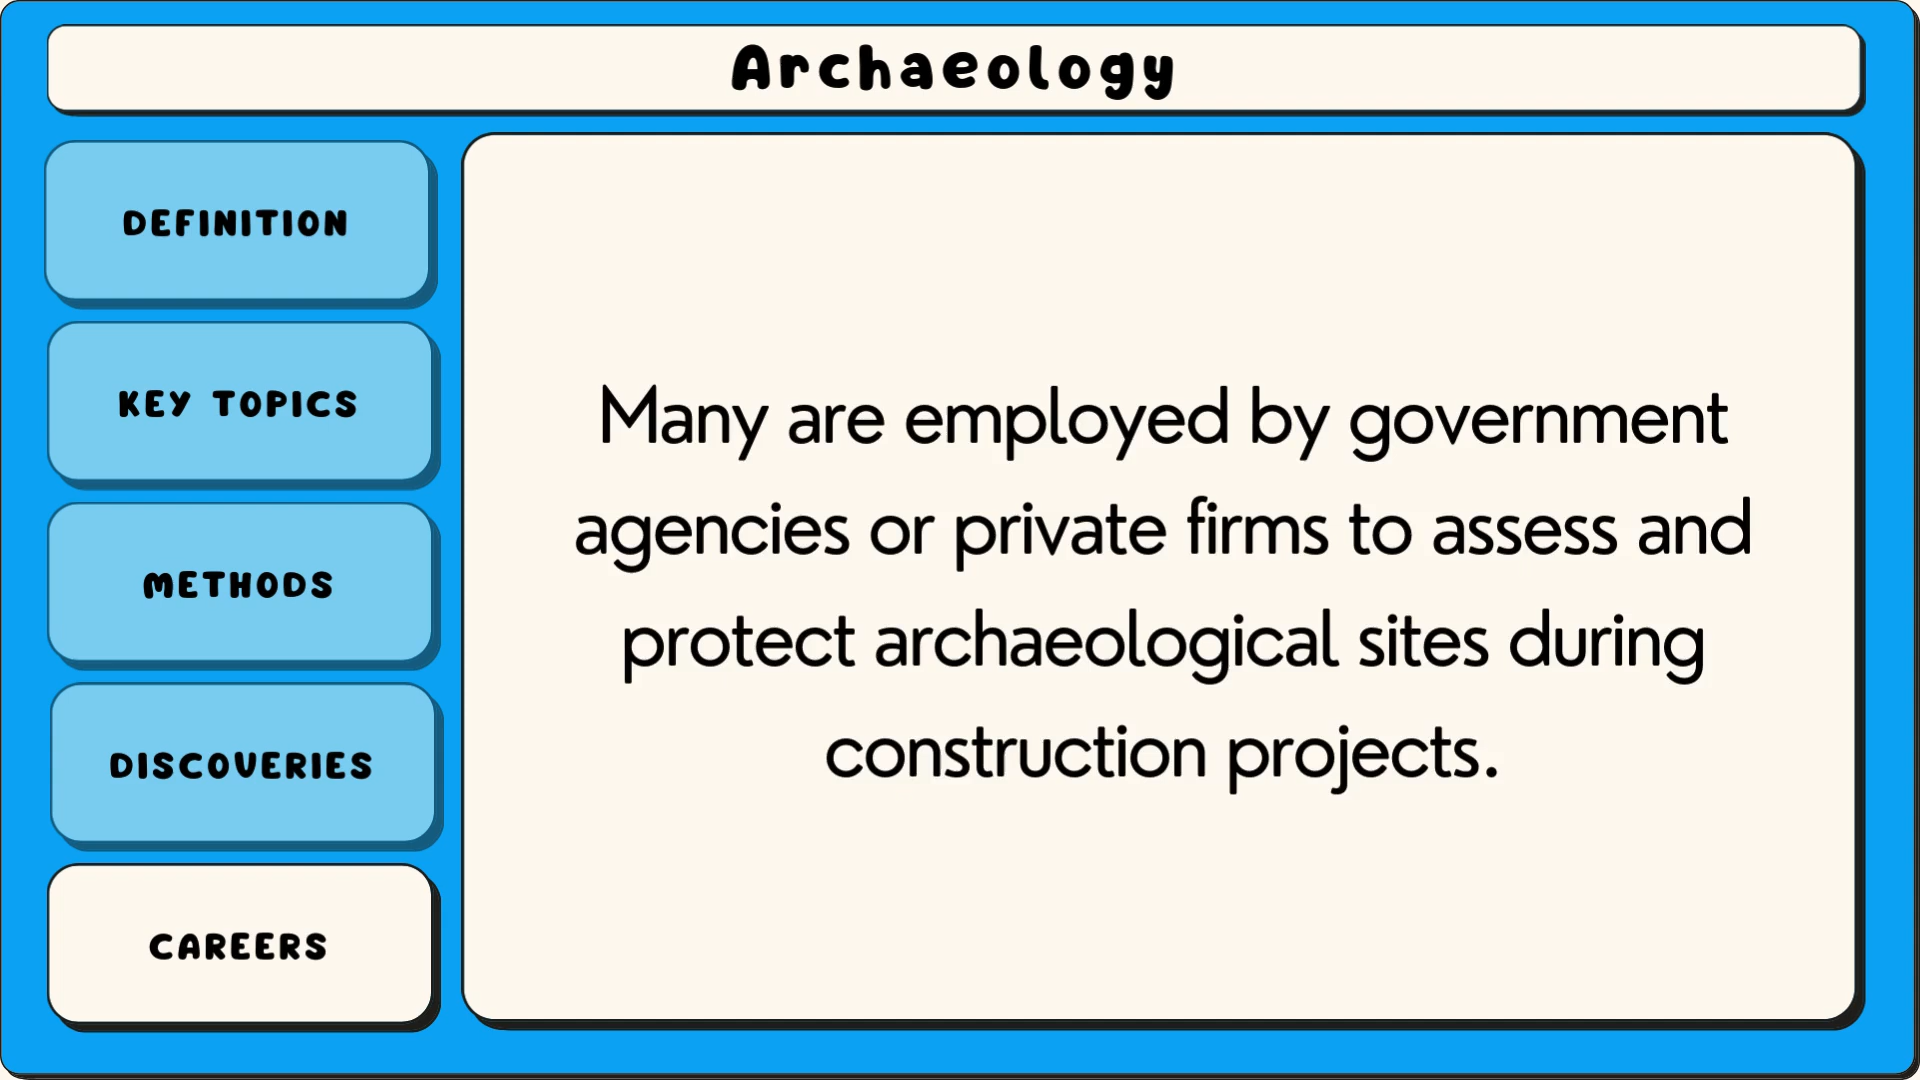 Archaeology
DEFINITION
KEY TOPICS
METHODS
DISCOVERIES
CAREERS
Many are employed by government
agencies or private firms to assess and
protect archaeological sites during
construction projects.